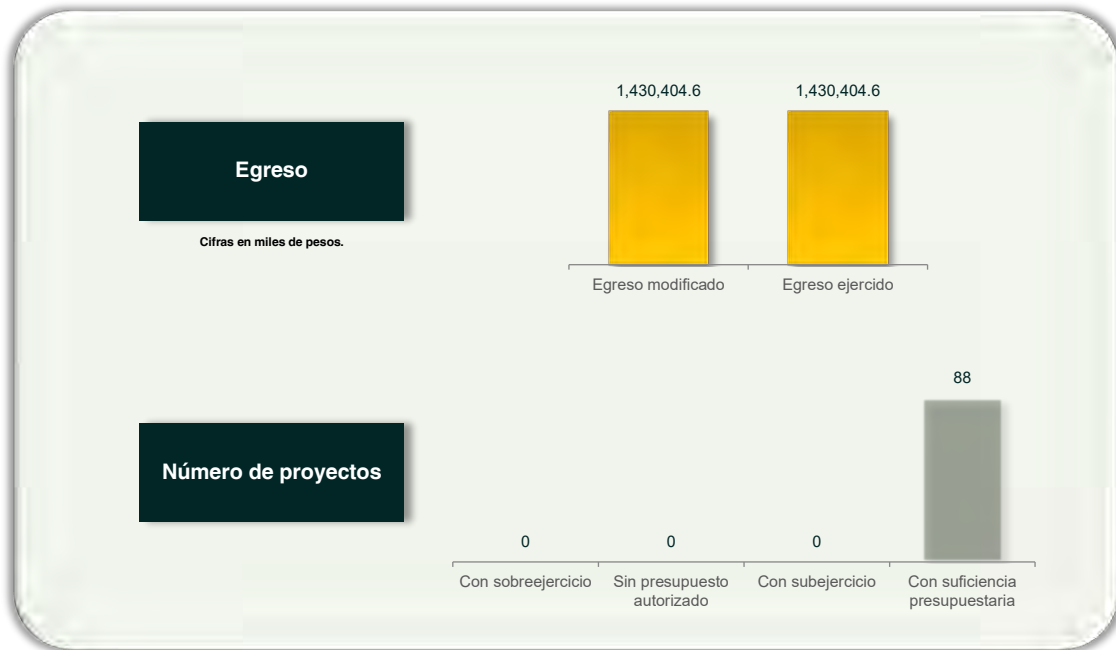 Egreso
Cifras en miles de pesos.
1,430,404.6
1,430,404.6
Egreso modificado
Egreso ejercido
Número de proyectos
0
0
0
88
Con sobreejercicio
Sin presupuesto
autorizado
Con subejercicio
Con suficiencia
presupuestaria